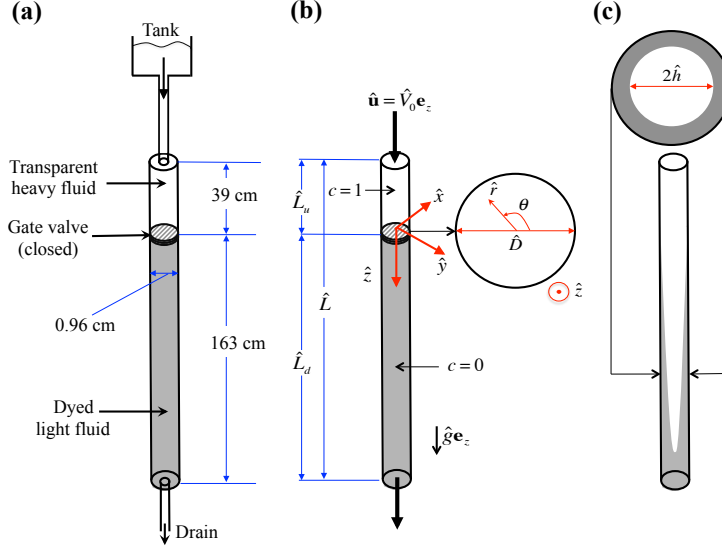 (a)
Tank
Transparent
heavy fluid
39 cm
Gate valve
(closed)
0.96 cm
163 cm
Dyed
light fluid
Drain
(b)
û = V̂₀e_z
c = 1
L̂_u
x̂
ŷ
ẑ
L̂
L̂_d
c = 0
ĝe_z
r̂
θ
D̂
ẑ
(c)
2ĥ